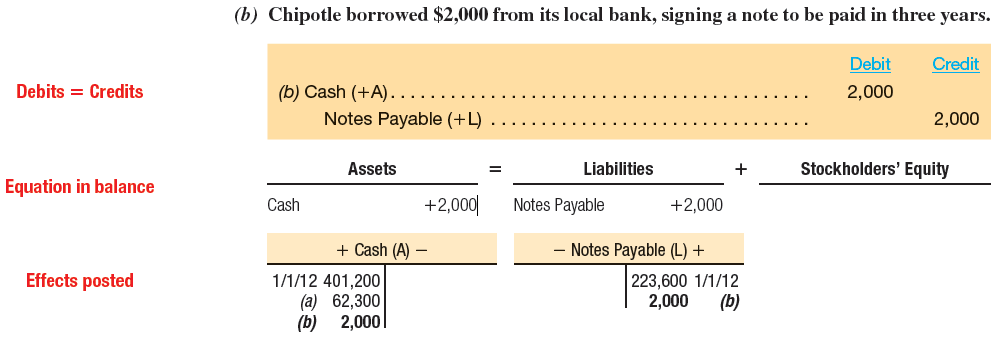 (b) Chipotle borrowed $2,000 from its local bank, signing a note to be paid in three years.
Debit Credit
Debits = Credits
(b) Cash (+A) . . . . . . . . . . . . . . . . . . . . . . . . . . . . . . . . . . . . . . . . . 2,000
Notes Payable (+L) . . . . . . . . . . . . . . . . . . . . . . . . . . . . . . . 2,000
Assets = Liabilities + Stockholders’ Equity
Equation in balance
Cash +2,000 Notes Payable +2,000
+ Cash (A) − − Notes Payable (L) +
Effects posted
1/1/12 401,200 223,600 1/1/12
(a) 62,300 2,000 (b)
(b) 2,000